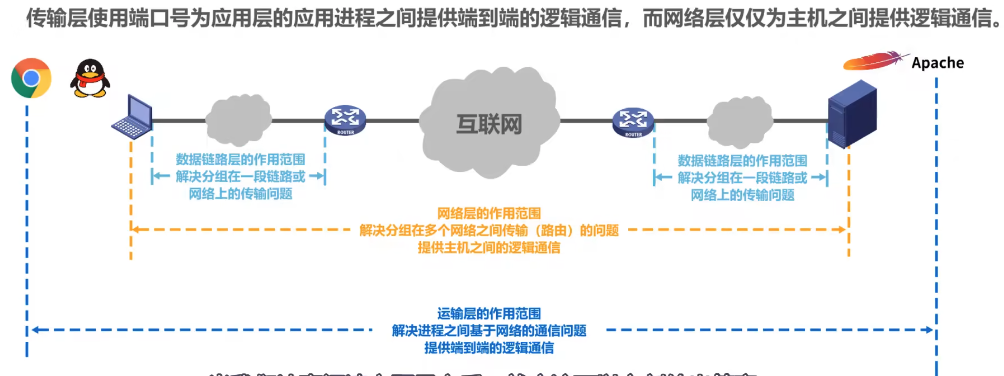 传输层使用端口号为应用层的应用进程之间提供端到端的逻辑通信，而网络层仅仅为主机之间提供逻辑通信。
Apache
互联网
ROUTER
ROUTER
数据链路层的作用范围
解决分组在一段链路或
网络上的传输问题
数据链路层的作用范围
解决分组在一段链路或
网络上的传输问题
网络层的作用范围
解决分组在多个网络之间传输（路由）的问题
提供主机之间的逻辑通信
运输层的作用范围
解决进程之间基于网络的通信问题
提供端到端的逻辑通信